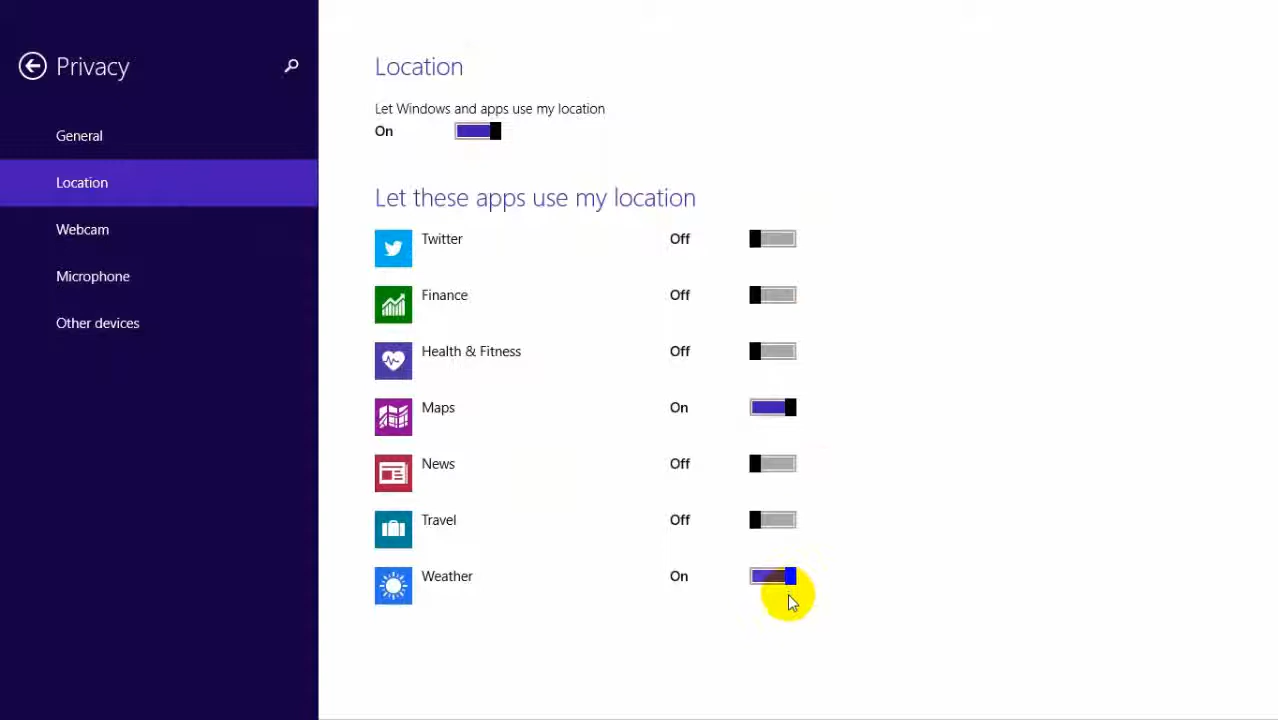 Privacy
General
Location
Webcam
Microphone
Other devices
Location
Let Windows and apps use my location
On
Let these apps use my location
Twitter Off
Finance Off
Health & Fitness Off
Maps On
News Off
Travel Off
Weather On